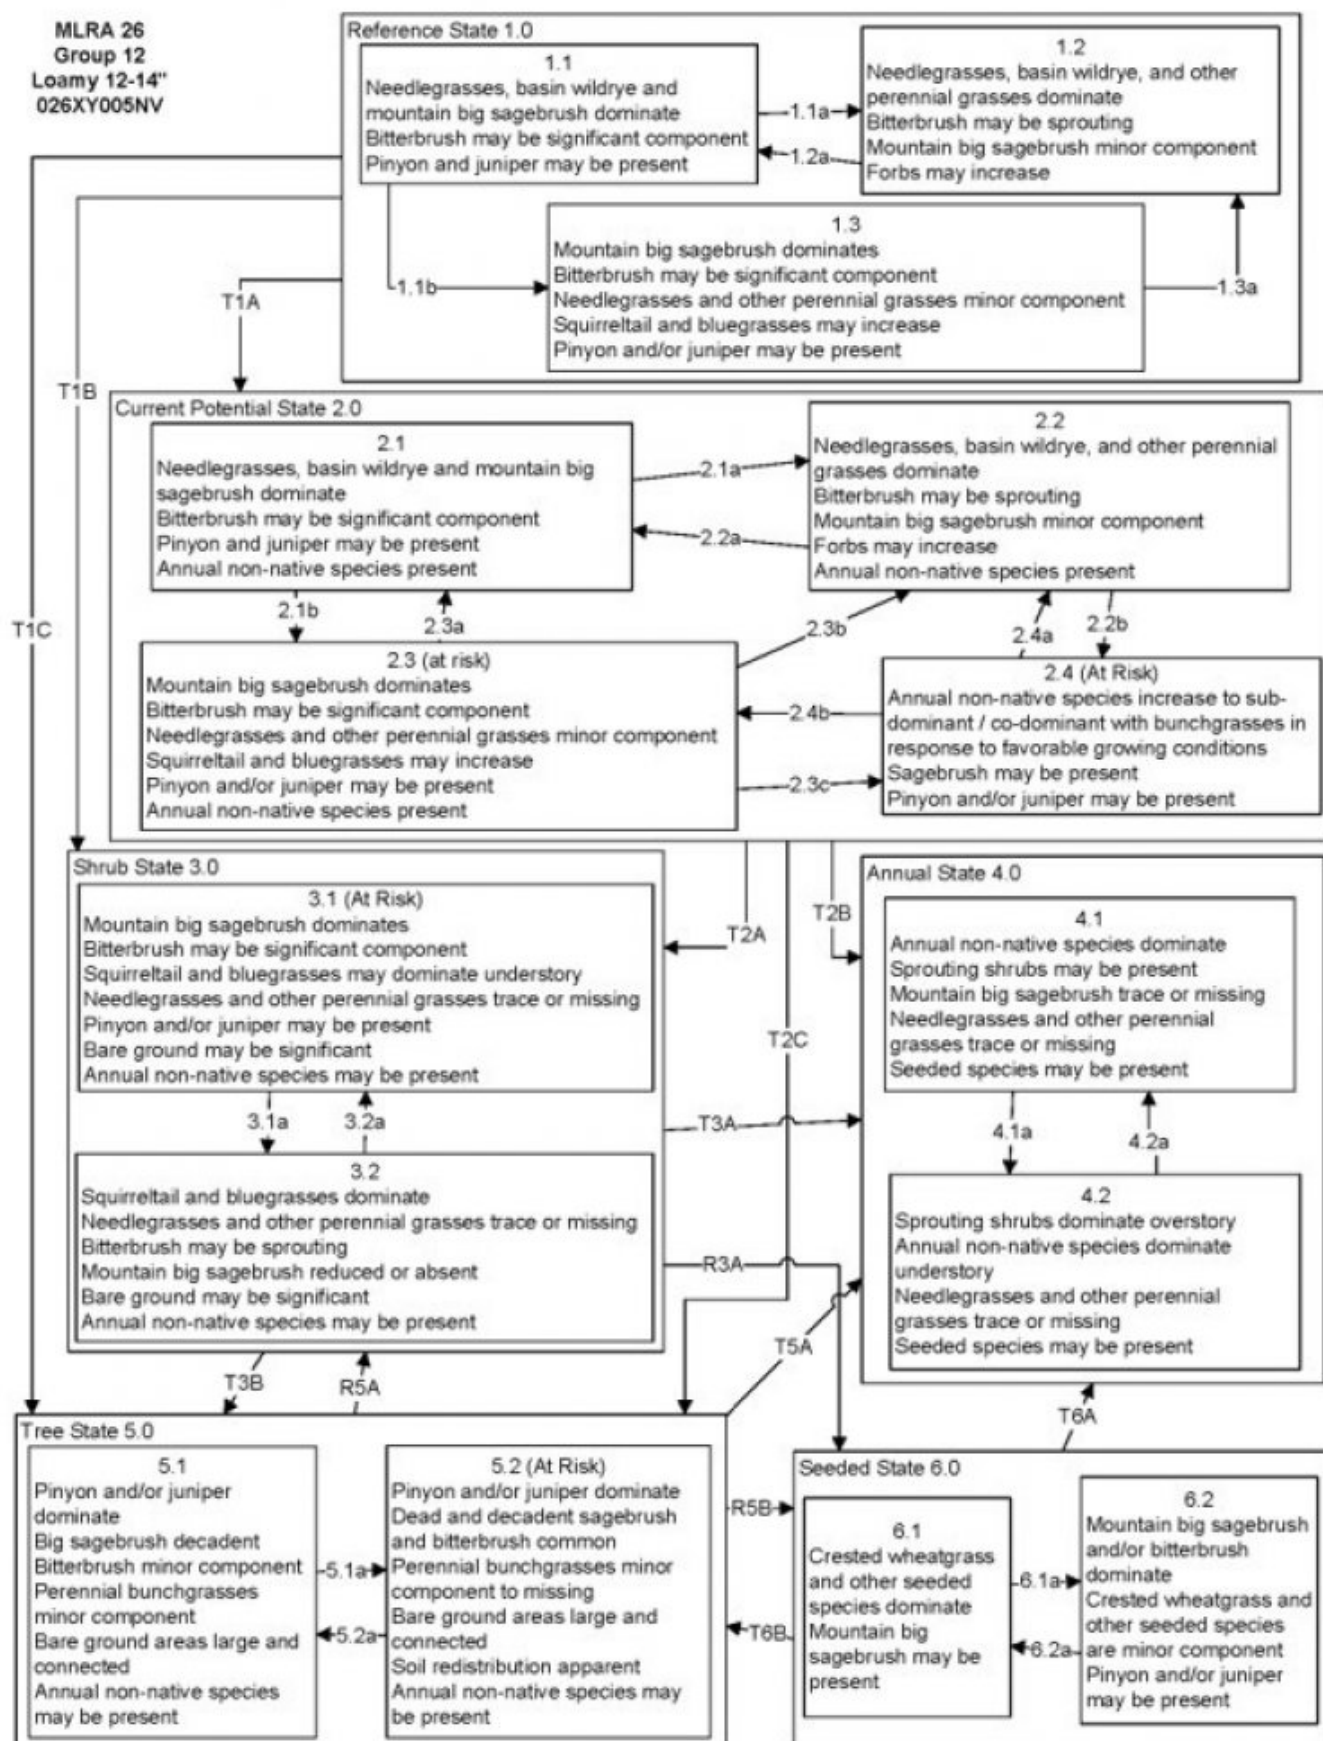 MLRA 26
Group 12
Loamy 12-14"
026XY005NV
Reference State 1.0
1.1
Needlegrasses, basin wildrye and
mountain big sagebrush dominate
Bitterbrush may be significant component
Pinyon and juniper may be present
1.1a
1.2a
1.2
Needlegrasses, basin wildrye, and other
perennial grasses dominate
Bitterbrush may be sprouting
Mountain big sagebrush minor component
Forbs may increase
1.3
Mountain big sagebrush dominates
Bitterbrush may be significant component
Needlegrasses and other perennial grasses minor component
Squirreltail and bluegrasses may increase
Pinyon and/or juniper may be present
1.1b
1.3a
T1A
T1B
T1C
Current Potential State 2.0
2.1
Needlegrasses, basin wildrye and mountain big
sagebrush dominate
Bitterbrush may be significant component
Pinyon and juniper may be present
Annual non-native species present
2.1a
2.2a
2.2
Needlegrasses, basin wildrye, and other perennial
grasses dominate
Bitterbrush may be sprouting
Mountain big sagebrush minor component
Forbs may increase
Annual non-native species present
2.1b
2.3a
2.3b
2.4a
2.2b
2.3 (at risk)
Mountain big sagebrush dominates
Bitterbrush may be significant component
Needlegrasses and other perennial grasses minor component
Squirreltail and bluegrasses may increase
Pinyon and/or juniper may be present
Annual non-native species present
2.4b
2.3c
2.4 (At Risk)
Annual non-native species increase to sub-
dominant / co-dominant with bunchgrasses in
response to favorable growing conditions
Sagebrush may be present
Pinyon and/or juniper may be present
Shrub State 3.0
3.1 (At Risk)
Mountain big sagebrush dominates
Bitterbrush may be significant component
Squirreltail and bluegrasses may dominate understory
Needlegrasses and other perennial grasses trace or missing
Pinyon and/or juniper may be present
Bare ground may be significant
Annual non-native species may be present
3.1a
3.2a
3.2
Squirreltail and bluegrasses dominate
Needlegrasses and other perennial grasses trace or missing
Bitterbrush may be sprouting
Mountain big sagebrush reduced or absent
Bare ground may be significant
Annual non-native species may be present
T2A
T2B
T2C
T3A
R3A
T5A
Annual State 4.0
4.1
Annual non-native species dominate
Sprouting shrubs may be present
Mountain big sagebrush trace or missing
Needlegrasses and other perennial
grasses trace or missing
Seeded species may be present
4.1a
4.2a
4.2
Sprouting shrubs dominate overstory
Annual non-native species dominate
understory
Needlegrasses and other perennial
grasses trace or missing
Seeded species may be present
T3B
R5A
T6A
Tree State 5.0
5.1
Pinyon and/or juniper
dominate
Big sagebrush decadent
Bitterbrush minor component
Perennial bunchgrasses
minor component
Bare ground areas large and
connected
Annual non-native species
may be present
5.1a
5.2a
5.2 (At Risk)
Pinyon and/or juniper dominate
Dead and decadent sagebrush
and bitterbrush common
Perennial bunchgrasses minor
component to missing
Bare ground areas large and
connected
Soil redistribution apparent
Annual non-native species may
be present
R5B
T6B
Seeded State 6.0
6.1
Crested wheatgrass
and other seeded
species dominate
Mountain big
sagebrush may be
present
6.1a
6.2a
6.2
Mountain big sagebrush
and/or bitterbrush
dominate
Crested wheatgrass and
other seeded species
are minor component
Pinyon and/or juniper
may be present